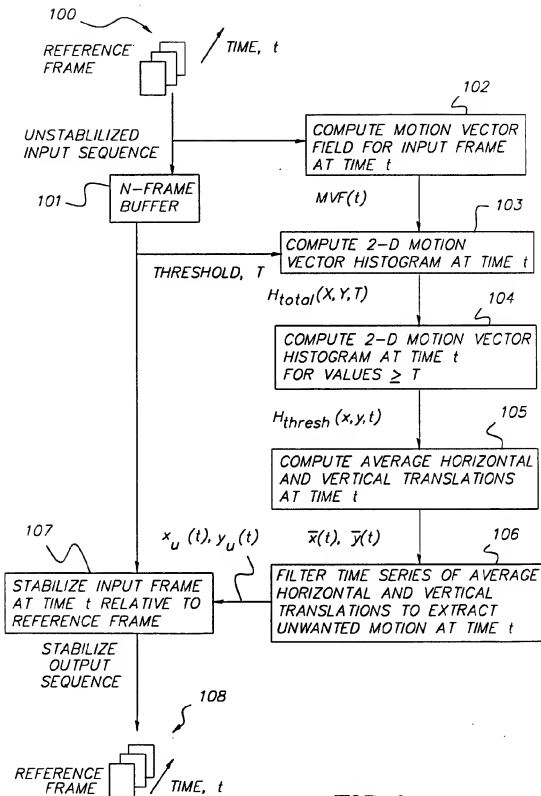 100
REFERENCE
FRAME
TIME, t
UNSTABLILIZED
INPUT SEQUENCE
101
N-FRAME
BUFFER
102
COMPUTE MOTION VECTOR
FIELD FOR INPUT FRAME
AT TIME t
MVF(t)
103
COMPUTE 2-D MOTION
VECTOR HISTOGRAM AT TIME t
THRESHOLD, T
Htotal(X,Y,T)
104
COMPUTE 2-D MOTION VECTOR
HISTOGRAM AT TIME t
FOR VALUES ≥ T
Hthresh (x,y,t)
105
COMPUTE AVERAGE HORIZONTAL
AND VERTICAL TRANSLATIONS
AT TIME t
x̅(t), y̅(t)
106
FILTER TIME SERIES OF AVERAGE
HORIZONTAL AND VERTICAL
TRANSLATIONS TO EXTRACT
UNWANTED MOTION AT TIME t
xu (t), yu(t)
107
STABILIZE INPUT FRAME
AT TIME t RELATIVE TO
REFERENCE FRAME
STABILIZE
OUTPUT
SEQUENCE
108
REFERENCE
FRAME
TIME, t